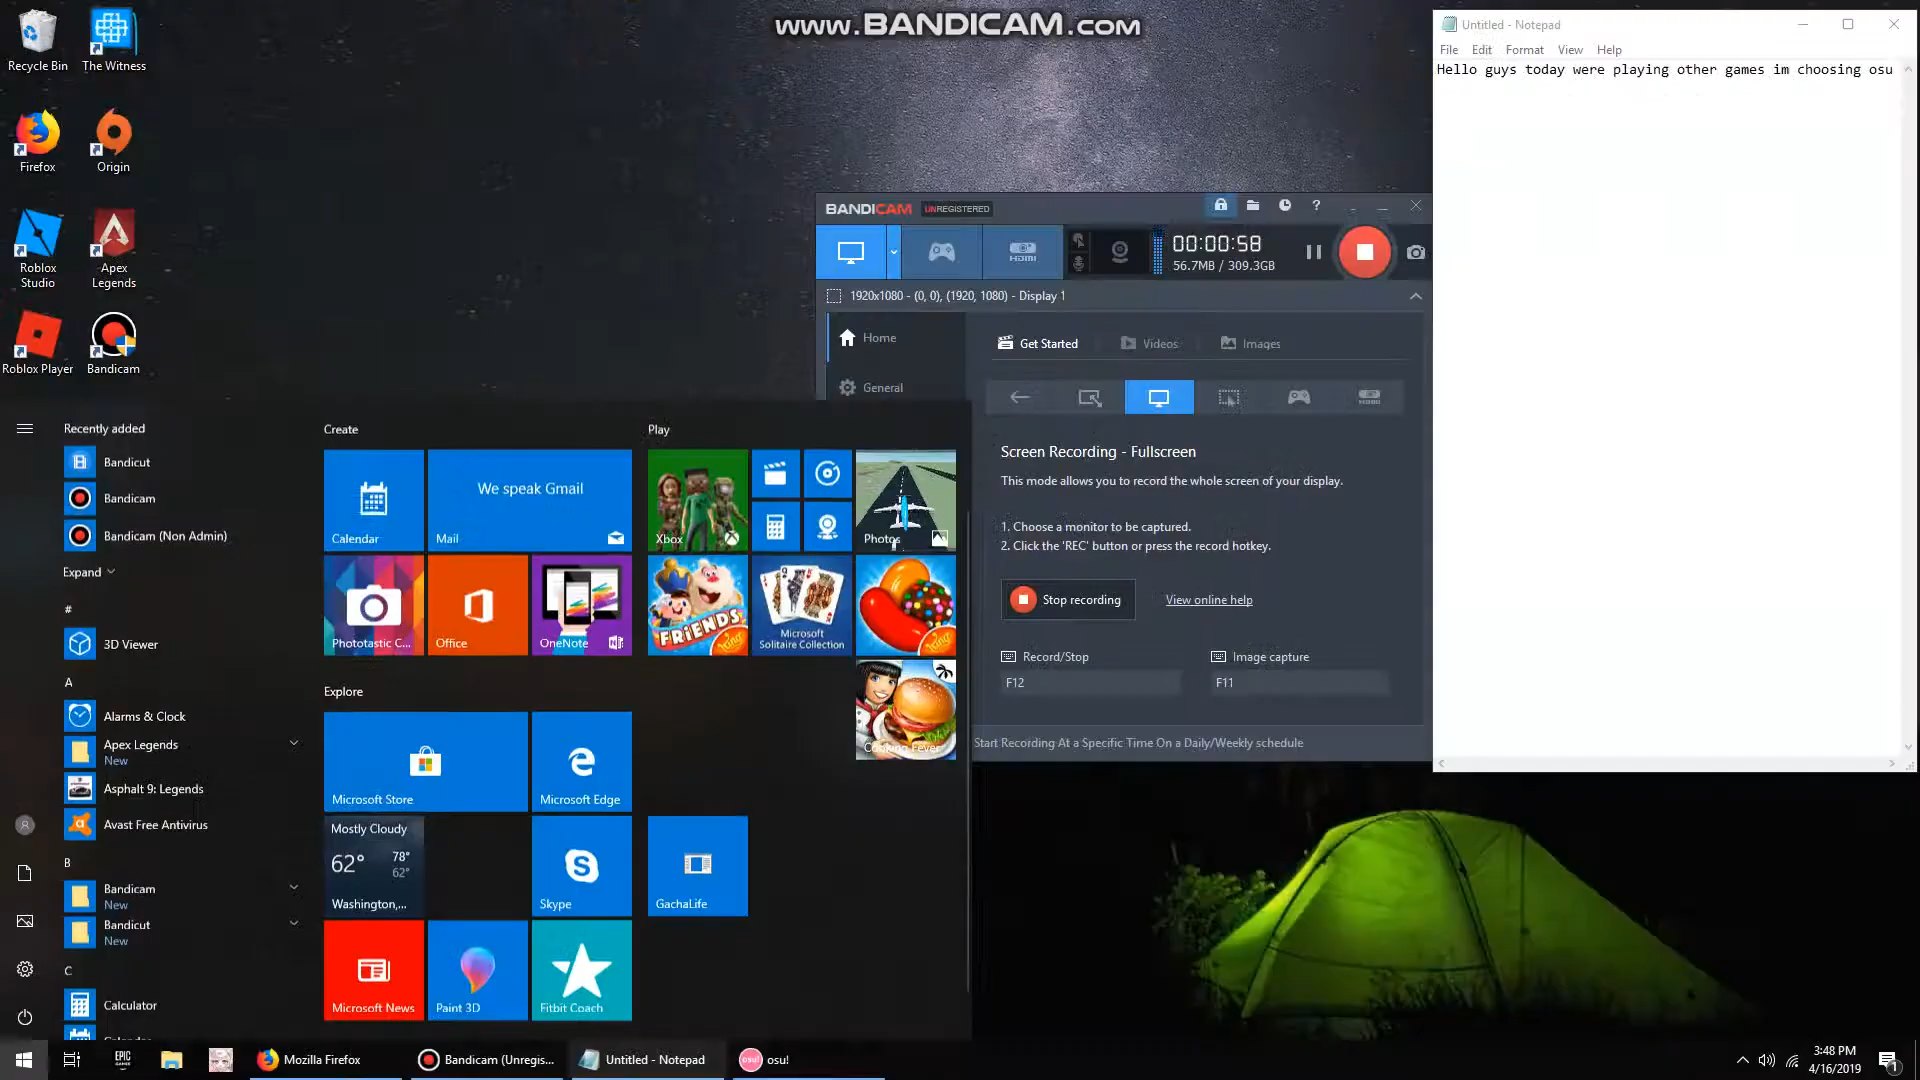 www.BANDICAM.com
Recycle Bin
The Witness
Firefox
Origin
Roblox Studio
Apex Legends
Roblox Player
Bandicam
Untitled - Notepad
File Edit Format View Help
Hello guys today were playing other games im choosing osu
BANDICAM UNREGISTERED
HDMI
00:00:58
56.7MB / 309.3GB
1920x1080 - (0, 0), (1920, 1080) - Display 1
Home
General
Get Started
Videos
Images
Screen Recording - Fullscreen
This mode allows you to record the whole screen of your display.
1. Choose a monitor to be captured.
2. Click the 'REC' button or press the record hotkey.
Stop recording
View online help
Record/Stop
F12
Image capture
F11
Start Recording At a Specific Time On a Daily/Weekly schedule
Recently added
Bandicut
Bandicam
Bandicam (Non Admin)
Expand
#
3D Viewer
A
Alarms & Clock
Apex Legends
New
Asphalt 9: Legends
Avast Free Antivirus
B
Bandicam
New
Bandicut
New
C
Calculator
Create
Calendar
We speak Gmail
Mail
Phototastic C...
Office
OneNote
Explore
Microsoft Store
Microsoft Edge
Mostly Cloudy
62° 78°
62°
Washington,...
Skype
Microsoft News
Paint 3D
Fitbit Coach
Play
Xbox
Photos
FRiENDS
King
Microsoft
Solitaire Collection
King
Cooking Fever
GachaLife
EPIC GAMES
Mozilla Firefox
Bandicam (Unregis...
Untitled - Notepad
osu!
osu!
3:48 PM
4/16/2019
1